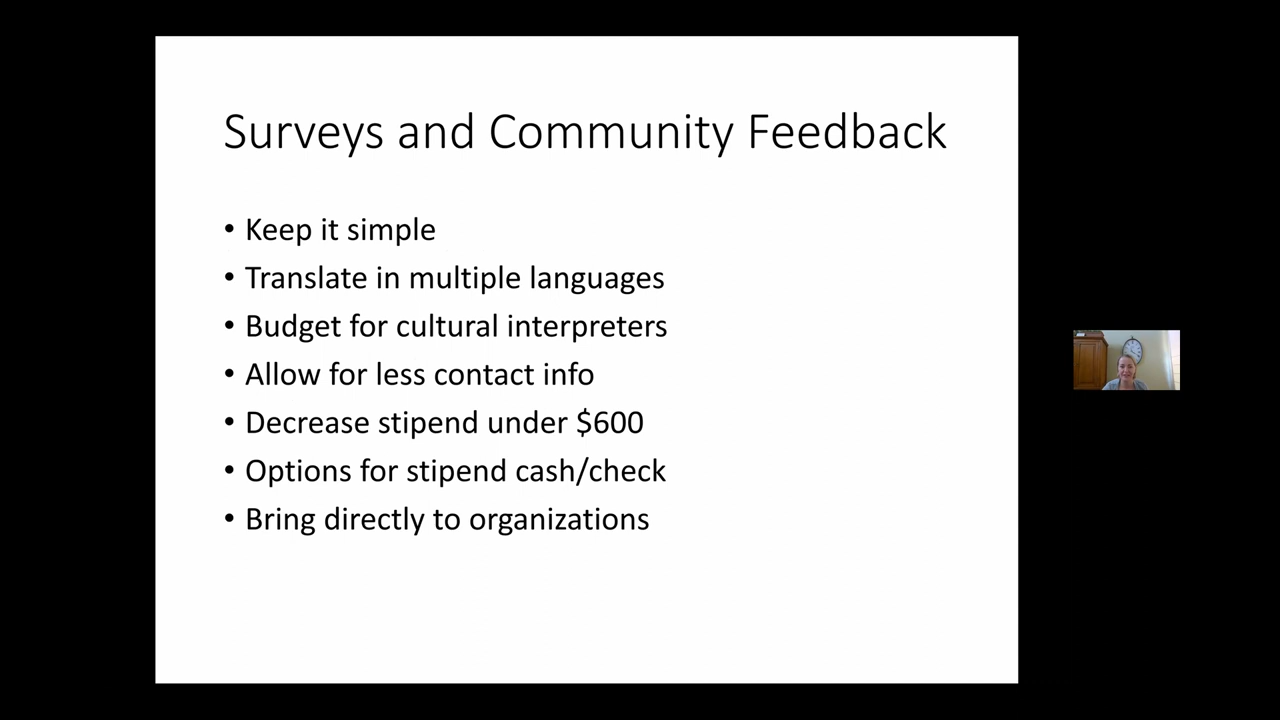 Surveys and Community Feedback
• Keep it simple
• Translate in multiple languages
• Budget for cultural interpreters
• Allow for less contact info
• Decrease stipend under $600
• Options for stipend cash/check
• Bring directly to organizations